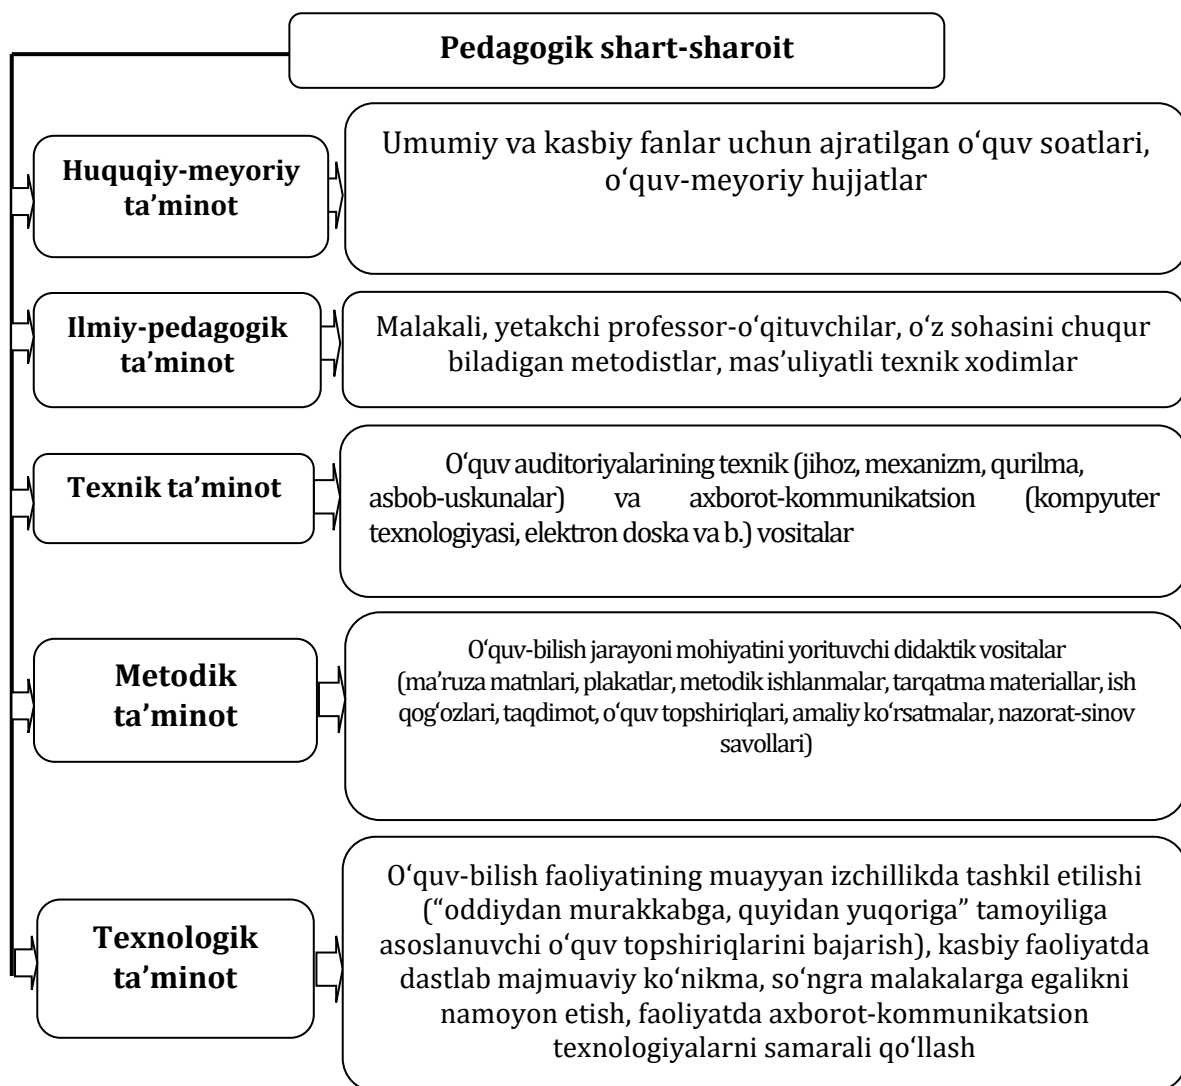 Pedagogik shart-sharoit
Huquqiy-meyoriy
ta’minot
Umumiy va kasbiy fanlar uchun ajratilgan o‘quv soatlari,
o‘quv-meyoriy hujjatlar
Ilmiy-pedagogik
ta’minot
Malakali, yetakchi professor-o‘qituvchilar, o‘z sohasini chuqur
biladigan metodistlar, mas’uliyatli texnik xodimlar
Texnik ta’minot
O‘quv auditoriyalarining texnik (jihoz, mexanizm, qurilma,
asbob-uskunalar) va axborot-kommunikatsion (kompyuter
texnologiyasi, elektron doska va b.) vositalar
Metodik
ta’minot
O‘quv-bilish jarayoni mohiyatini yorituvchi didaktik vositalar
(ma’ruza matnlari, plakatlar, metodik ishlanmalar, tarqatma materiallar, ish
qog‘ozlari, taqdimot, o‘quv topshiriqlari, amaliy ko‘rsatmalar, nazorat-sinov
savollari)
Texnologik
ta’minot
O‘quv-bilish faoliyatining muayyan izchillikda tashkil etilishi
(“oddiydan murakkabga, quyidan yuqoriga” tamoyiliga
asoslanuvchi o‘quv topshiriqlarini bajarish), kasbiy faoliyatda
dastlab majmuaviy ko‘nikma, so‘ngra malakalarga egalikni
namoyon etish, faoliyatda axborot-kommunikatsion
texnologiyalarni samarali qo‘llash